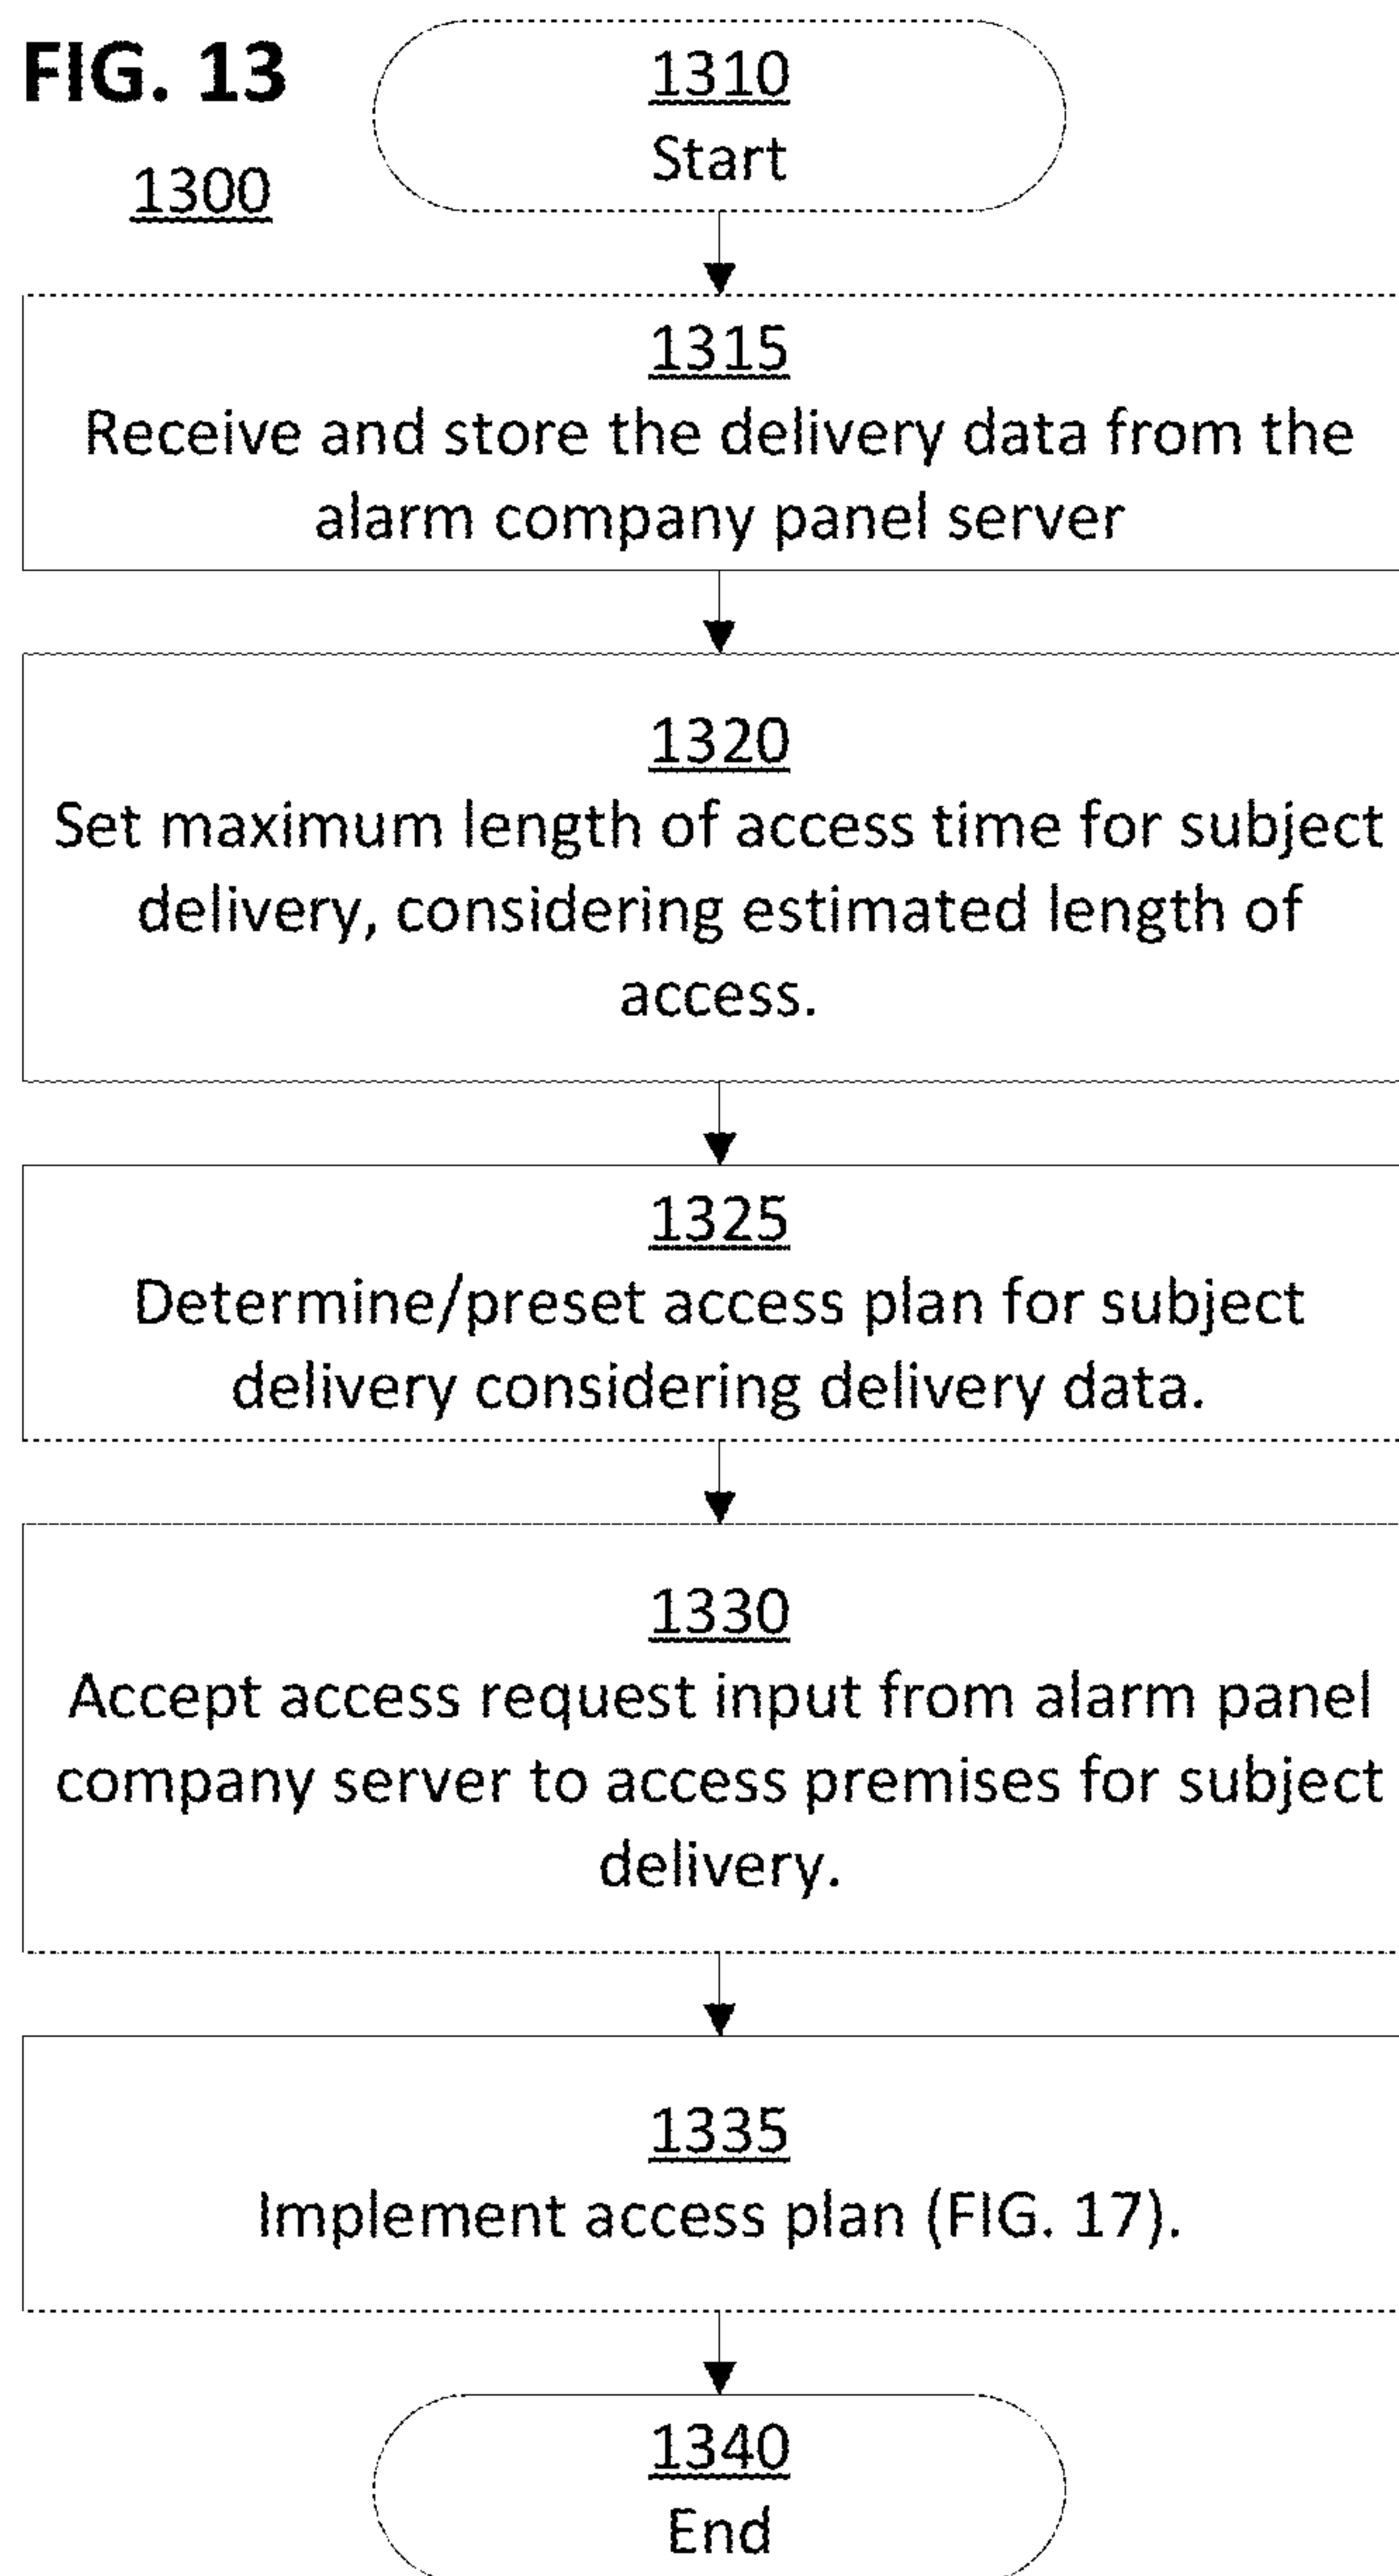 FIG. 13
1300
1310
Start
1315
Receive and store the delivery data from the
alarm company panel server
1320
Set maximum length of access time for subject
delivery, considering estimated length of
access.
1325
Determine/preset access plan for subject
delivery considering delivery data.
1330
Accept access request input from alarm panel
company server to access premises for subject
delivery.
1335
Implement access plan (FIG. 17).
1340
End